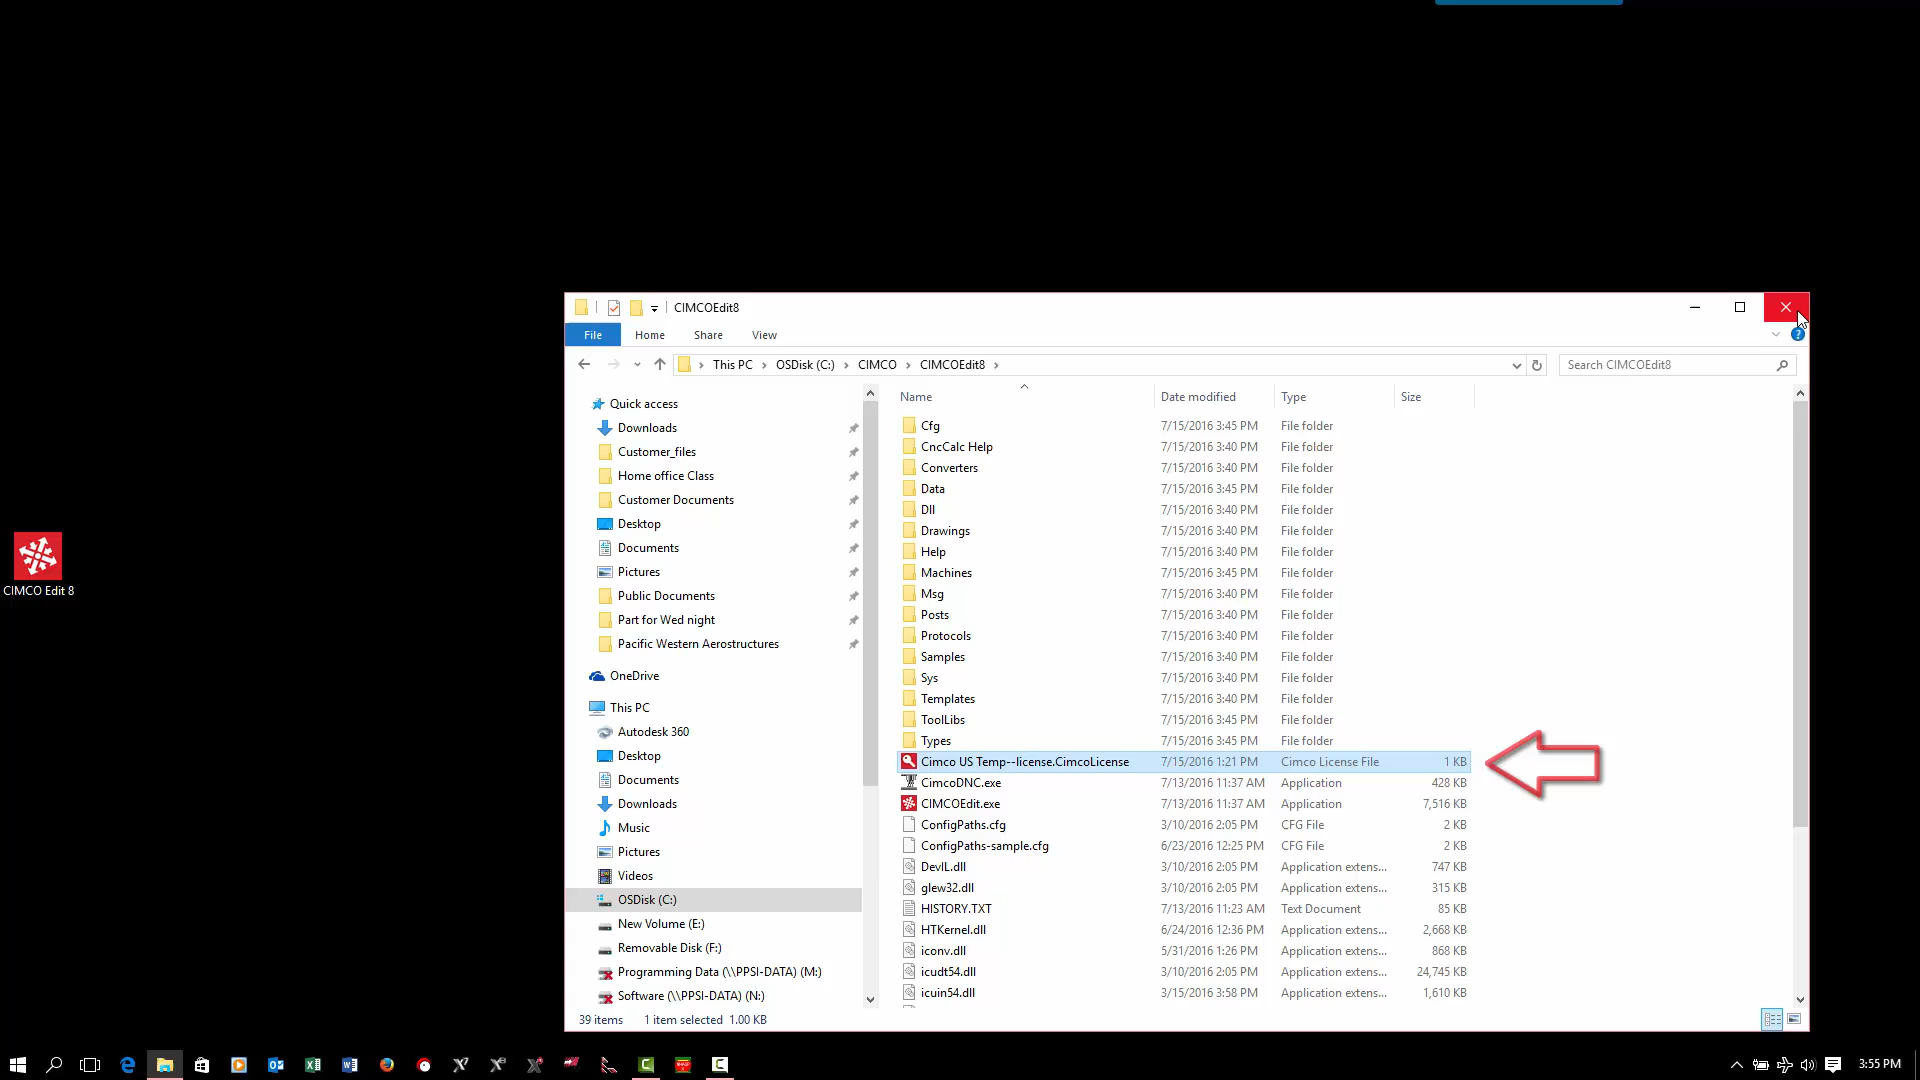 CIMCOEdit8
File Home Share View
This PC OSDisk (C:) CIMCO CIMCOEdit8
Search CIMCOEdit8
Quick access
Downloads
Customer_files
Home office Class
Customer Documents
Desktop
Documents
Pictures
Public Documents
Part for Wed night
Pacific Western Aerostructures
OneDrive
This PC
Autodesk 360
Desktop
Documents
Downloads
Music
Pictures
Videos
OSDisk (C:)
New Volume (E:)
Removable Disk (F:)
Programming Data (\\PPSI-DATA) (M:)
Software (\\PPSI-DATA) (N:)
Name Date modified Type Size
Cfg 7/15/2016 3:45 PM File folder
CncCalc Help 7/15/2016 3:40 PM File folder
Converters 7/15/2016 3:40 PM File folder
Data 7/15/2016 3:45 PM File folder
Dll 7/15/2016 3:40 PM File folder
Drawings 7/15/2016 3:40 PM File folder
Help 7/15/2016 3:40 PM File folder
Machines 7/15/2016 3:45 PM File folder
Msg 7/15/2016 3:40 PM File folder
Posts 7/15/2016 3:40 PM File folder
Protocols 7/15/2016 3:40 PM File folder
Samples 7/15/2016 3:40 PM File folder
Sys 7/15/2016 3:40 PM File folder
Templates 7/15/2016 3:40 PM File folder
ToolLibs 7/15/2016 3:45 PM File folder
Types 7/15/2016 3:45 PM File folder
Cimco US Temp--license.CimcoLicense 7/15/2016 1:21 PM Cimco License File 1 KB
CimcoDNC.exe 7/13/2016 11:37 AM Application 428 KB
CIMCOEdit.exe 7/13/2016 11:37 AM Application 7,516 KB
ConfigPaths.cfg 3/10/2016 2:05 PM CFG File 2 KB
ConfigPaths-sample.cfg 6/23/2016 12:25 PM CFG File 2 KB
DevIL.dll 3/10/2016 2:05 PM Application extens... 747 KB
glew32.dll 3/10/2016 2:05 PM Application extens... 315 KB
HISTORY.TXT 7/13/2016 11:23 AM Text Document 85 KB
HTKernel.dll 6/24/2016 12:36 PM Application extens... 2,668 KB
iconv.dll 5/31/2016 1:26 PM Application extens... 868 KB
icudt54.dll 3/10/2016 2:05 PM Application extens... 24,745 KB
icuin54.dll 3/15/2016 3:58 PM Application extens... 1,610 KB
39 items 1 item selected 1.00 KB
CIMCO Edit 8
3:55 PM